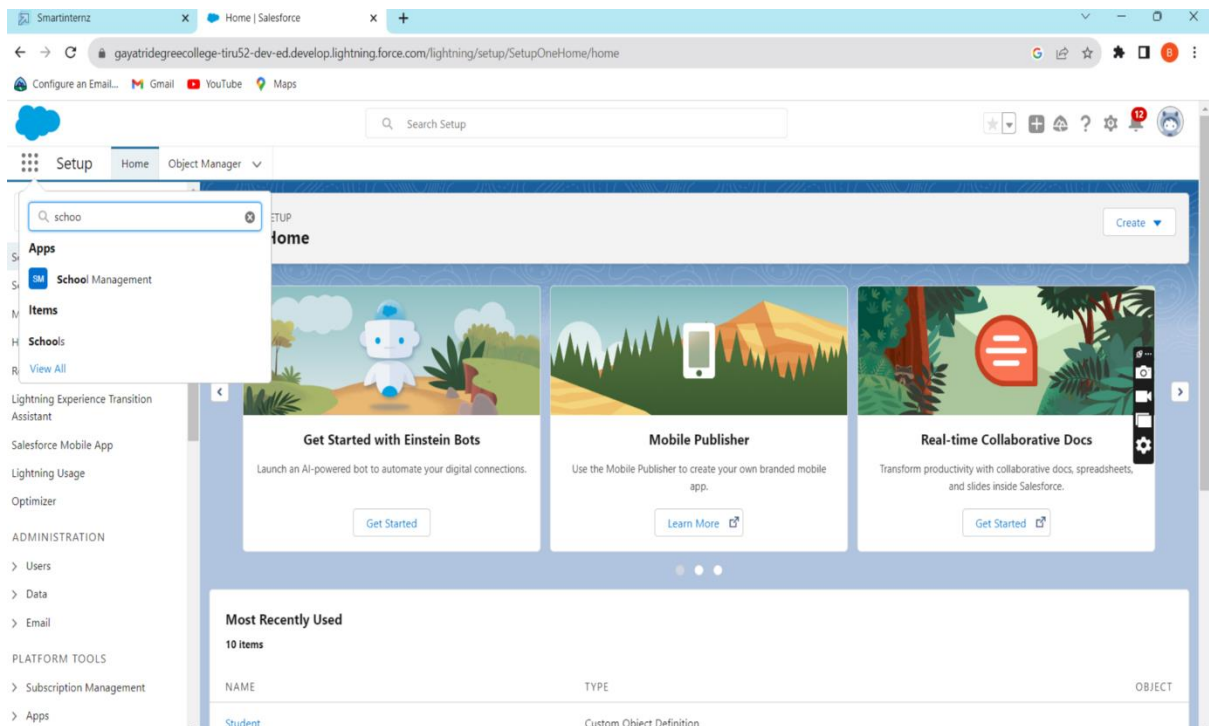 Smartinternz
Home | Salesforce
gayatridegreecollege-tiru52-dev-ed.develop.lightning.force.com/lightning/setup/SetupOneHome/home
G
B
Configure an Email...
Gmail
YouTube
Maps
Search Setup
12
Setup
Home
Object Manager
schoo
Apps
SM School Management
Items
Schools
View All
SETUP
Home
Create
Lightning Experience Transition
Assistant
Salesforce Mobile App
Lightning Usage
Optimizer
ADMINISTRATION
Users
Data
Email
PLATFORM TOOLS
Subscription Management
Apps
Get Started with Einstein Bots
Launch an AI-powered bot to automate your digital connections.
Get Started
Mobile Publisher
Use the Mobile Publisher to create your own branded mobile
app.
Learn More
Real-time Collaborative Docs
Transform productivity with collaborative docs, spreadsheets,
and slides inside Salesforce.
Get Started
Most Recently Used
10 items
NAME TYPE OBJECT
Student Custom Object Definition